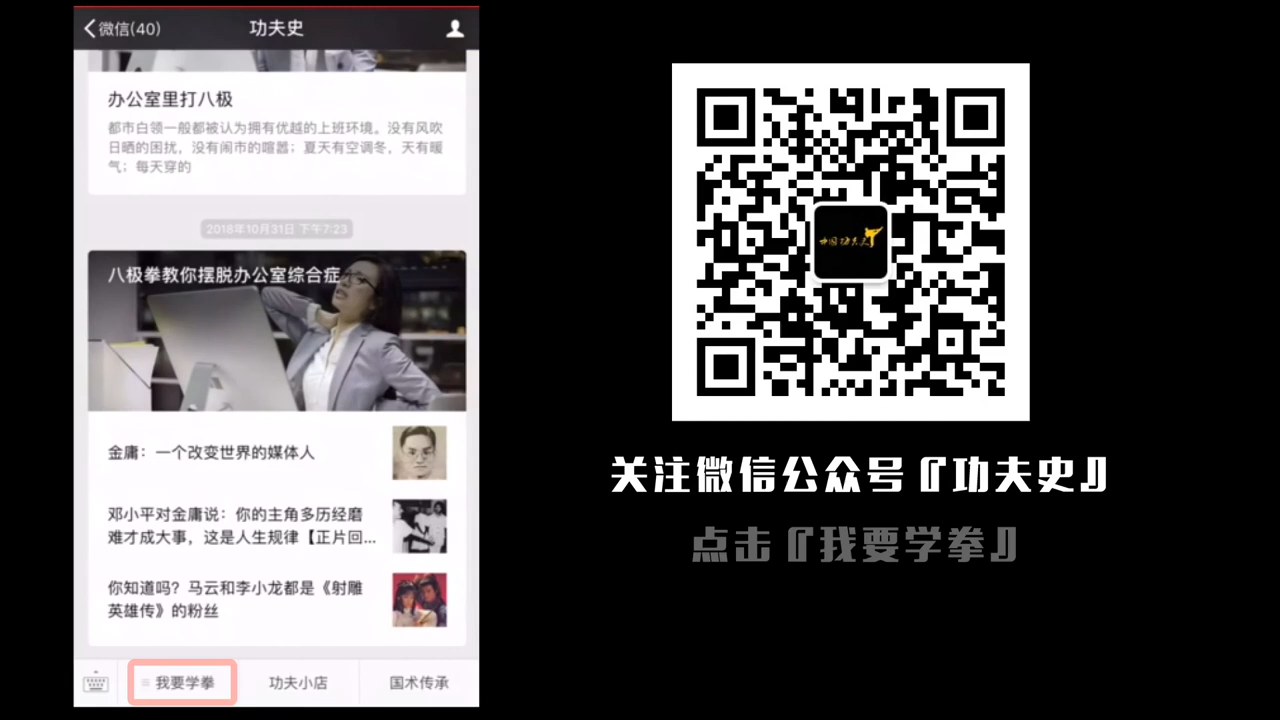 微信(40)
功夫史
办公室里打八极
都市白领一般都被认为拥有优越的上班环境。没有风吹
日晒的困扰，没有闹市的喧嚣；夏天有空调冬，天有暖
气；每天穿的
2018年10月31日 下午7:23
八极拳教你摆脱办公室综合症
金庸：一个改变世界的媒体人
邓小平对金庸说：你的主角多历经磨
难才成大事，这是人生规律【正片回...
你知道吗？马云和李小龙都是《射雕
英雄传》的粉丝
我要学拳
功夫小店
国术传承
中国功夫史
关注微信公众号『功夫史』
点击『我要学拳』